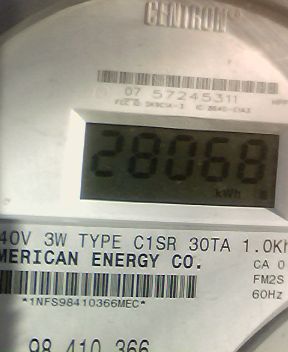 CENTRON®
07 57245311
28068
kWh
40V 3W TYPE C1SR 30TA 1.0Kh
MERICAN ENERGY CO.
CA 0
FM2S
60Hz
*1NFS98410366MEC*
98 410 366